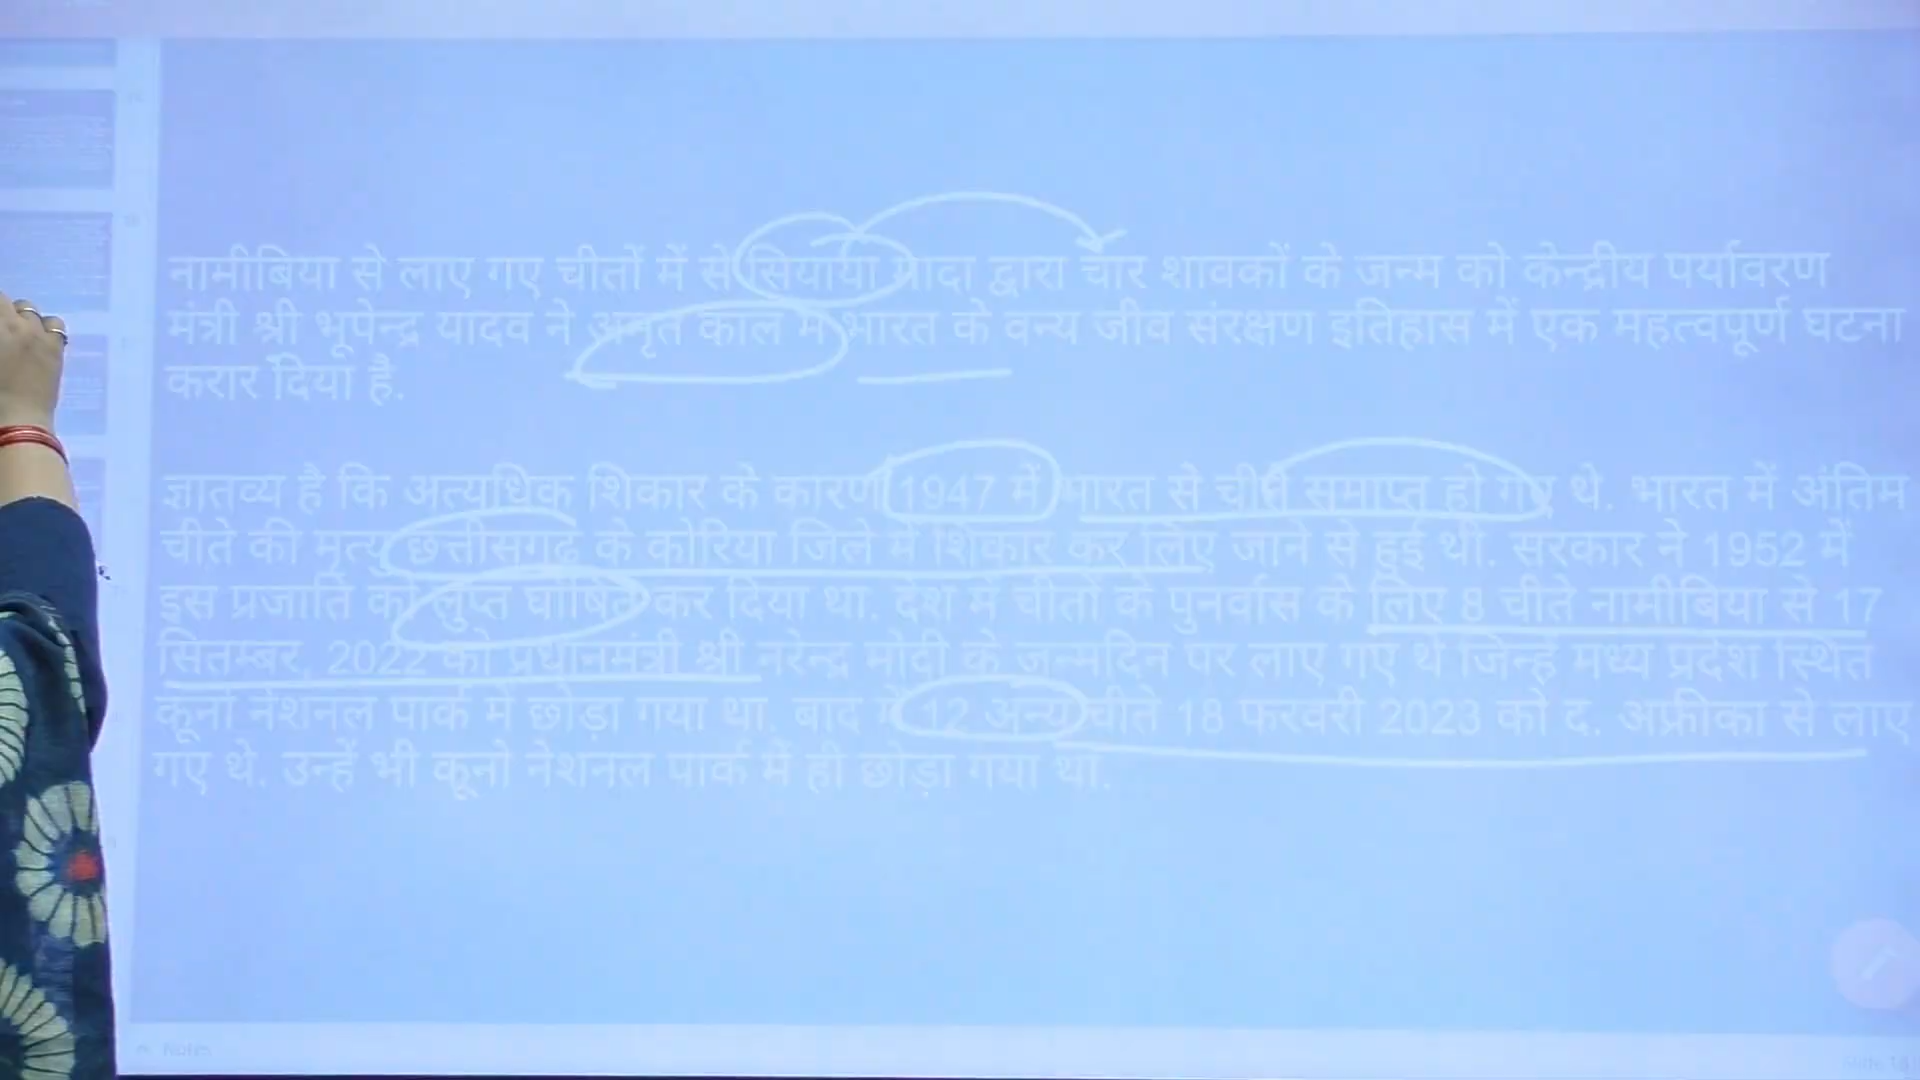 नामीबिया से लाए गए चीतों में से सियाया मादा द्वारा चार शावकों के जन्म को केन्द्रीय पर्यावरण
मंत्री श्री भूपेन्द्र यादव ने अमृत काल में भारत के वन्य जीव संरक्षण इतिहास में एक महत्वपूर्ण घटना
करार दिया है.
ज्ञातव्य है कि अत्यधिक शिकार के कारण 1947 में भारत से चीते समाप्त हो गए थे. भारत में अंतिम
चीते की मृत्यु छत्तीसगढ़ के कोरिया जिले में शिकार कर लिए जाने से हुई थी. सरकार ने 1952 में
इस प्रजाति को लुप्त घोषित कर दिया था. देश में चीतों के पुनर्वास के लिए 8 चीते नामीबिया से 17
सितम्बर, 2022 को प्रधानमंत्री श्री नरेन्द्र मोदी के जन्मदिन पर लाए गए थे जिन्हें मध्य प्रदेश स्थित
कूनो नेशनल पार्क में छोड़ा गया था. बाद में 12 अन्य चीते 18 फरवरी 2023 को द. अफ्रीका से लाए
गए थे. उन्हें भी कूनो नेशनल पार्क में ही छोड़ा गया था.
Notes